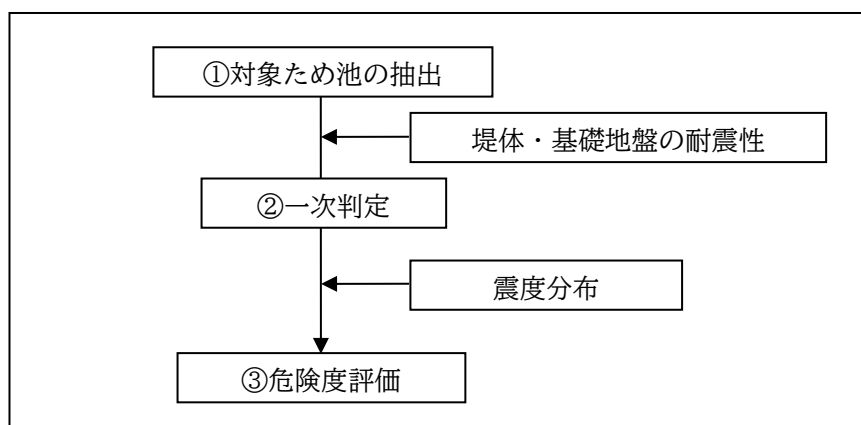 ①対象ため池の抽出
堤体・基礎地盤の耐震性
②一次判定
震度分布
③危険度評価